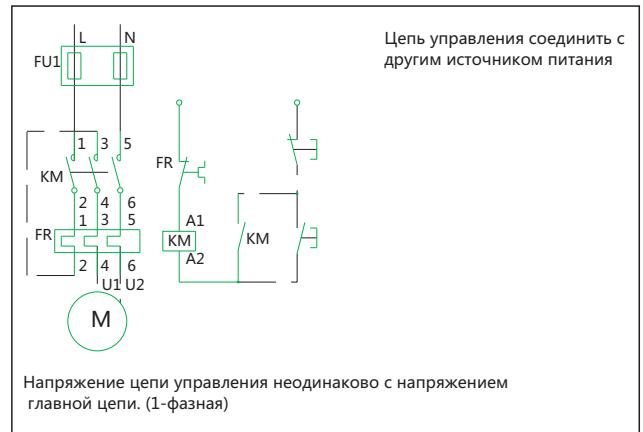 L N
FU1
Цепь управления соединить с
другим источником питания
1 3 5
KM
2 4 6
1 3 5
FR
2 4 6
U1 U2
M
FR
A1
KM
A2
KM
Напряжение цепи управления неодинаково с напряжением
главной цепи. (1-фазная)